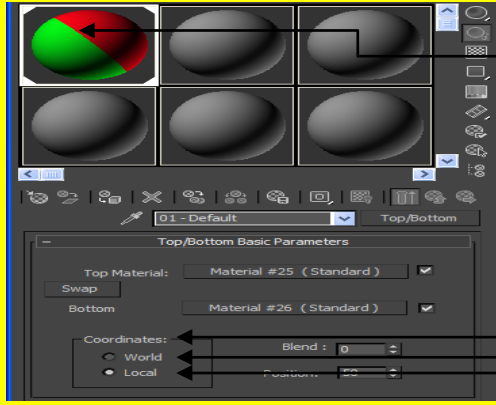 01 - Default Top/Bottom
Top/Bottom Basic Parameters
Top Material: Material #25 ( Standard )
Swap
Bottom Material #26 ( Standard )
Coordinates:
Blend : 0
World
Local
Position: 50